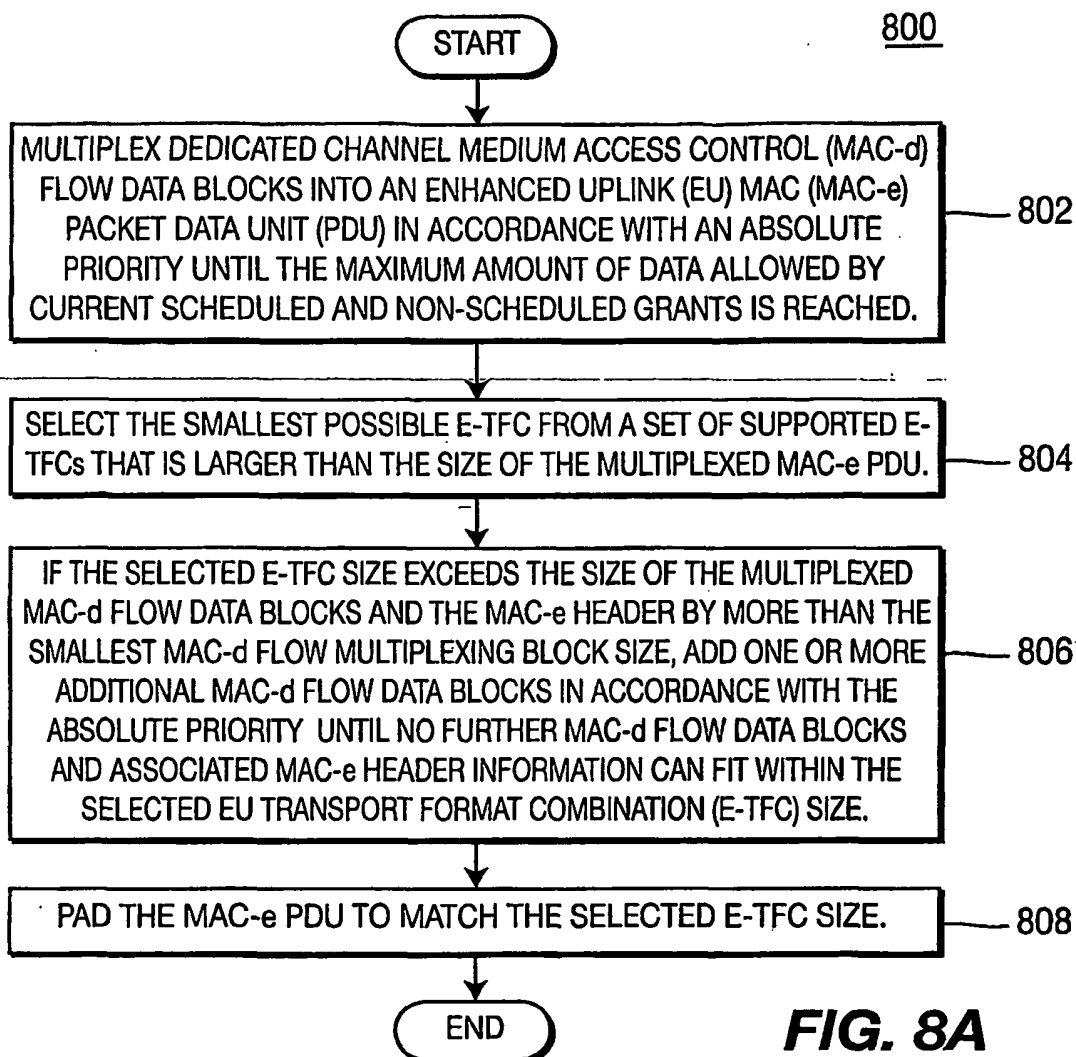 START
800
MULTIPLEX DEDICATED CHANNEL MEDIUM ACCESS CONTROL (MAC-d)
FLOW DATA BLOCKS INTO AN ENHANCED UPLINK (EU) MAC (MAC-e)
PACKET DATA UNIT (PDU) IN ACCORDANCE WITH AN ABSOLUTE
PRIORITY UNTIL THE MAXIMUM AMOUNT OF DATA ALLOWED BY
CURRENT SCHEDULED AND NON-SCHEDULED GRANTS IS REACHED.
802
SELECT THE SMALLEST POSSIBLE E-TFC FROM A SET OF SUPPORTED E-
TFCs THAT IS LARGER THAN THE SIZE OF THE MULTIPLEXED MAC-e PDU.
804
IF THE SELECTED E-TFC SIZE EXCEEDS THE SIZE OF THE MULTIPLEXED
MAC-d FLOW DATA BLOCKS AND THE MAC-e HEADER BY MORE THAN THE
SMALLEST MAC-d FLOW MULTIPLEXING BLOCK SIZE, ADD ONE OR MORE
ADDITIONAL MAC-d FLOW DATA BLOCKS IN ACCORDANCE WITH THE
ABSOLUTE PRIORITY UNTIL NO FURTHER MAC-d FLOW DATA BLOCKS
AND ASSOCIATED MAC-e HEADER INFORMATION CAN FIT WITHIN THE
SELECTED EU TRANSPORT FORMAT COMBINATION (E-TFC) SIZE.
806
PAD THE MAC-e PDU TO MATCH THE SELECTED E-TFC SIZE.
808
END
FIG. 8A